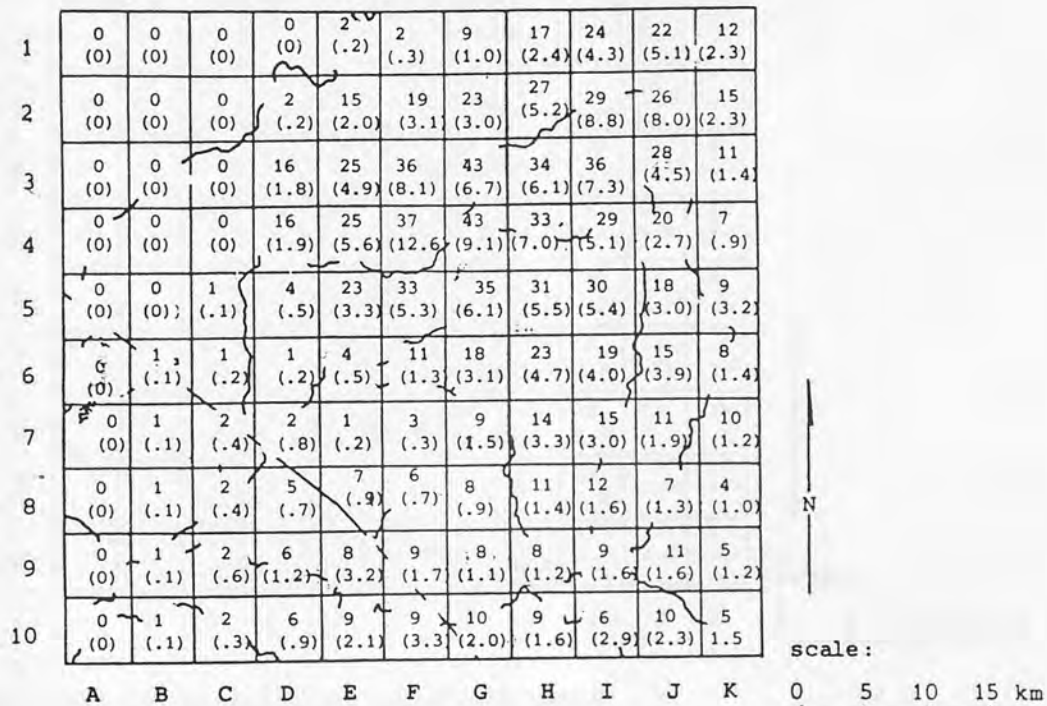 1 0 0 0 0 2 2 9 17 24 22 12
(0) (0) (0) (0) (.2) (.3) (1.0) (2.4) (4.3) (5.1) (2.3)
2 0 0 0 2 15 19 23 27 29 26 15
(0) (0) (0) (.2) (2.0) (3.1) (3.0) (5.2) (8.8) (8.0) (2.3)
3 0 0 0 16 25 36 43 34 36 28 11
(0) (0) (0) (1.8) (4.9) (8.1) (6.7) (6.1) (7.3) (4.5) (1.4)
4 0 0 0 16 25 37 43 33 29 20 7
(0) (0) (0) (1.9) (5.6) (12.6) (9.1) (7.0) (5.1) (2.7) (.9)
5 0 0 1 4 23 33 35 31 30 18 9
(0) (0) (.1) (.5) (3.3) (5.3) (6.1) (5.5) (5.4) (3.0) (3.2)
6 1 1 1 4 11 18 23 19 15 8
(0) (.1) (.2) (.2) (.5) (1.3) (3.1) (4.7) (4.0) (3.9) (1.4)
7 0 1 2 2 1 3 9 14 15 11 10
(0) (.1) (.4) (.8) (.2) (.3) (1.5) (3.3) (3.0) (1.9) (1.2)
8 0 1 2 5 7 6 8 11 12 7 4
(0) (.1) (.4) (.7) (.9) (.7) (.9) (1.4) (1.6) (1.3) (1.0)
9 0 1 2 6 8 9 8 8 9 11 5
(0) (.1) (.6) (1.2) (3.2) (1.7) (1.1) (1.2) (1.6) (1.6) (1.2)
10 0 1 2 6 9 9 10 9 6 10 5
(0) (.1) (.3) (.9) (2.1) (3.3) (2.0) (1.6) (2.9) (2.3) 1.5
A B C D E F G H I J K
N
scale:
0 5 10 15 km